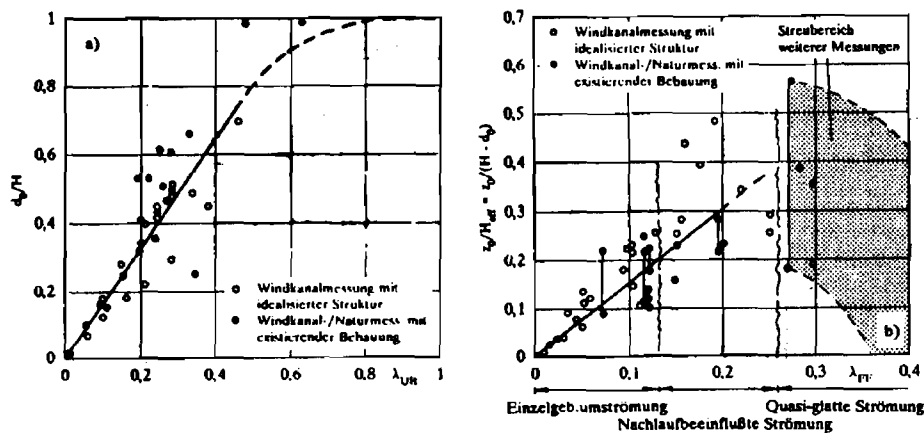 a)
1
0,8
0,6
0,4
0,2
0
d₀/H
0
0,2
0,4
0,6
0,8
λ_UR
1
○ Windkanalmessung mit
idealisierter Struktur
● Windkanal-/Naturmess. mit
existierender Bebauung
0,7
0,6
0,5
0,4
0,3
0,2
0,1
0
z₀/H_eff = z₀/(H - d₀)
○ Windkanalmessung mit
idealisierter Struktur
● Windkanal-/Naturmess. mit
existierender Bebauung
Streubereich
weiterer Messungen
b)
0
0,1
0,2
0,3
0,4
Einzelgeb.umströmung
Nachlaufbeeinflußte Strömung
Quasi-glatte Strömung